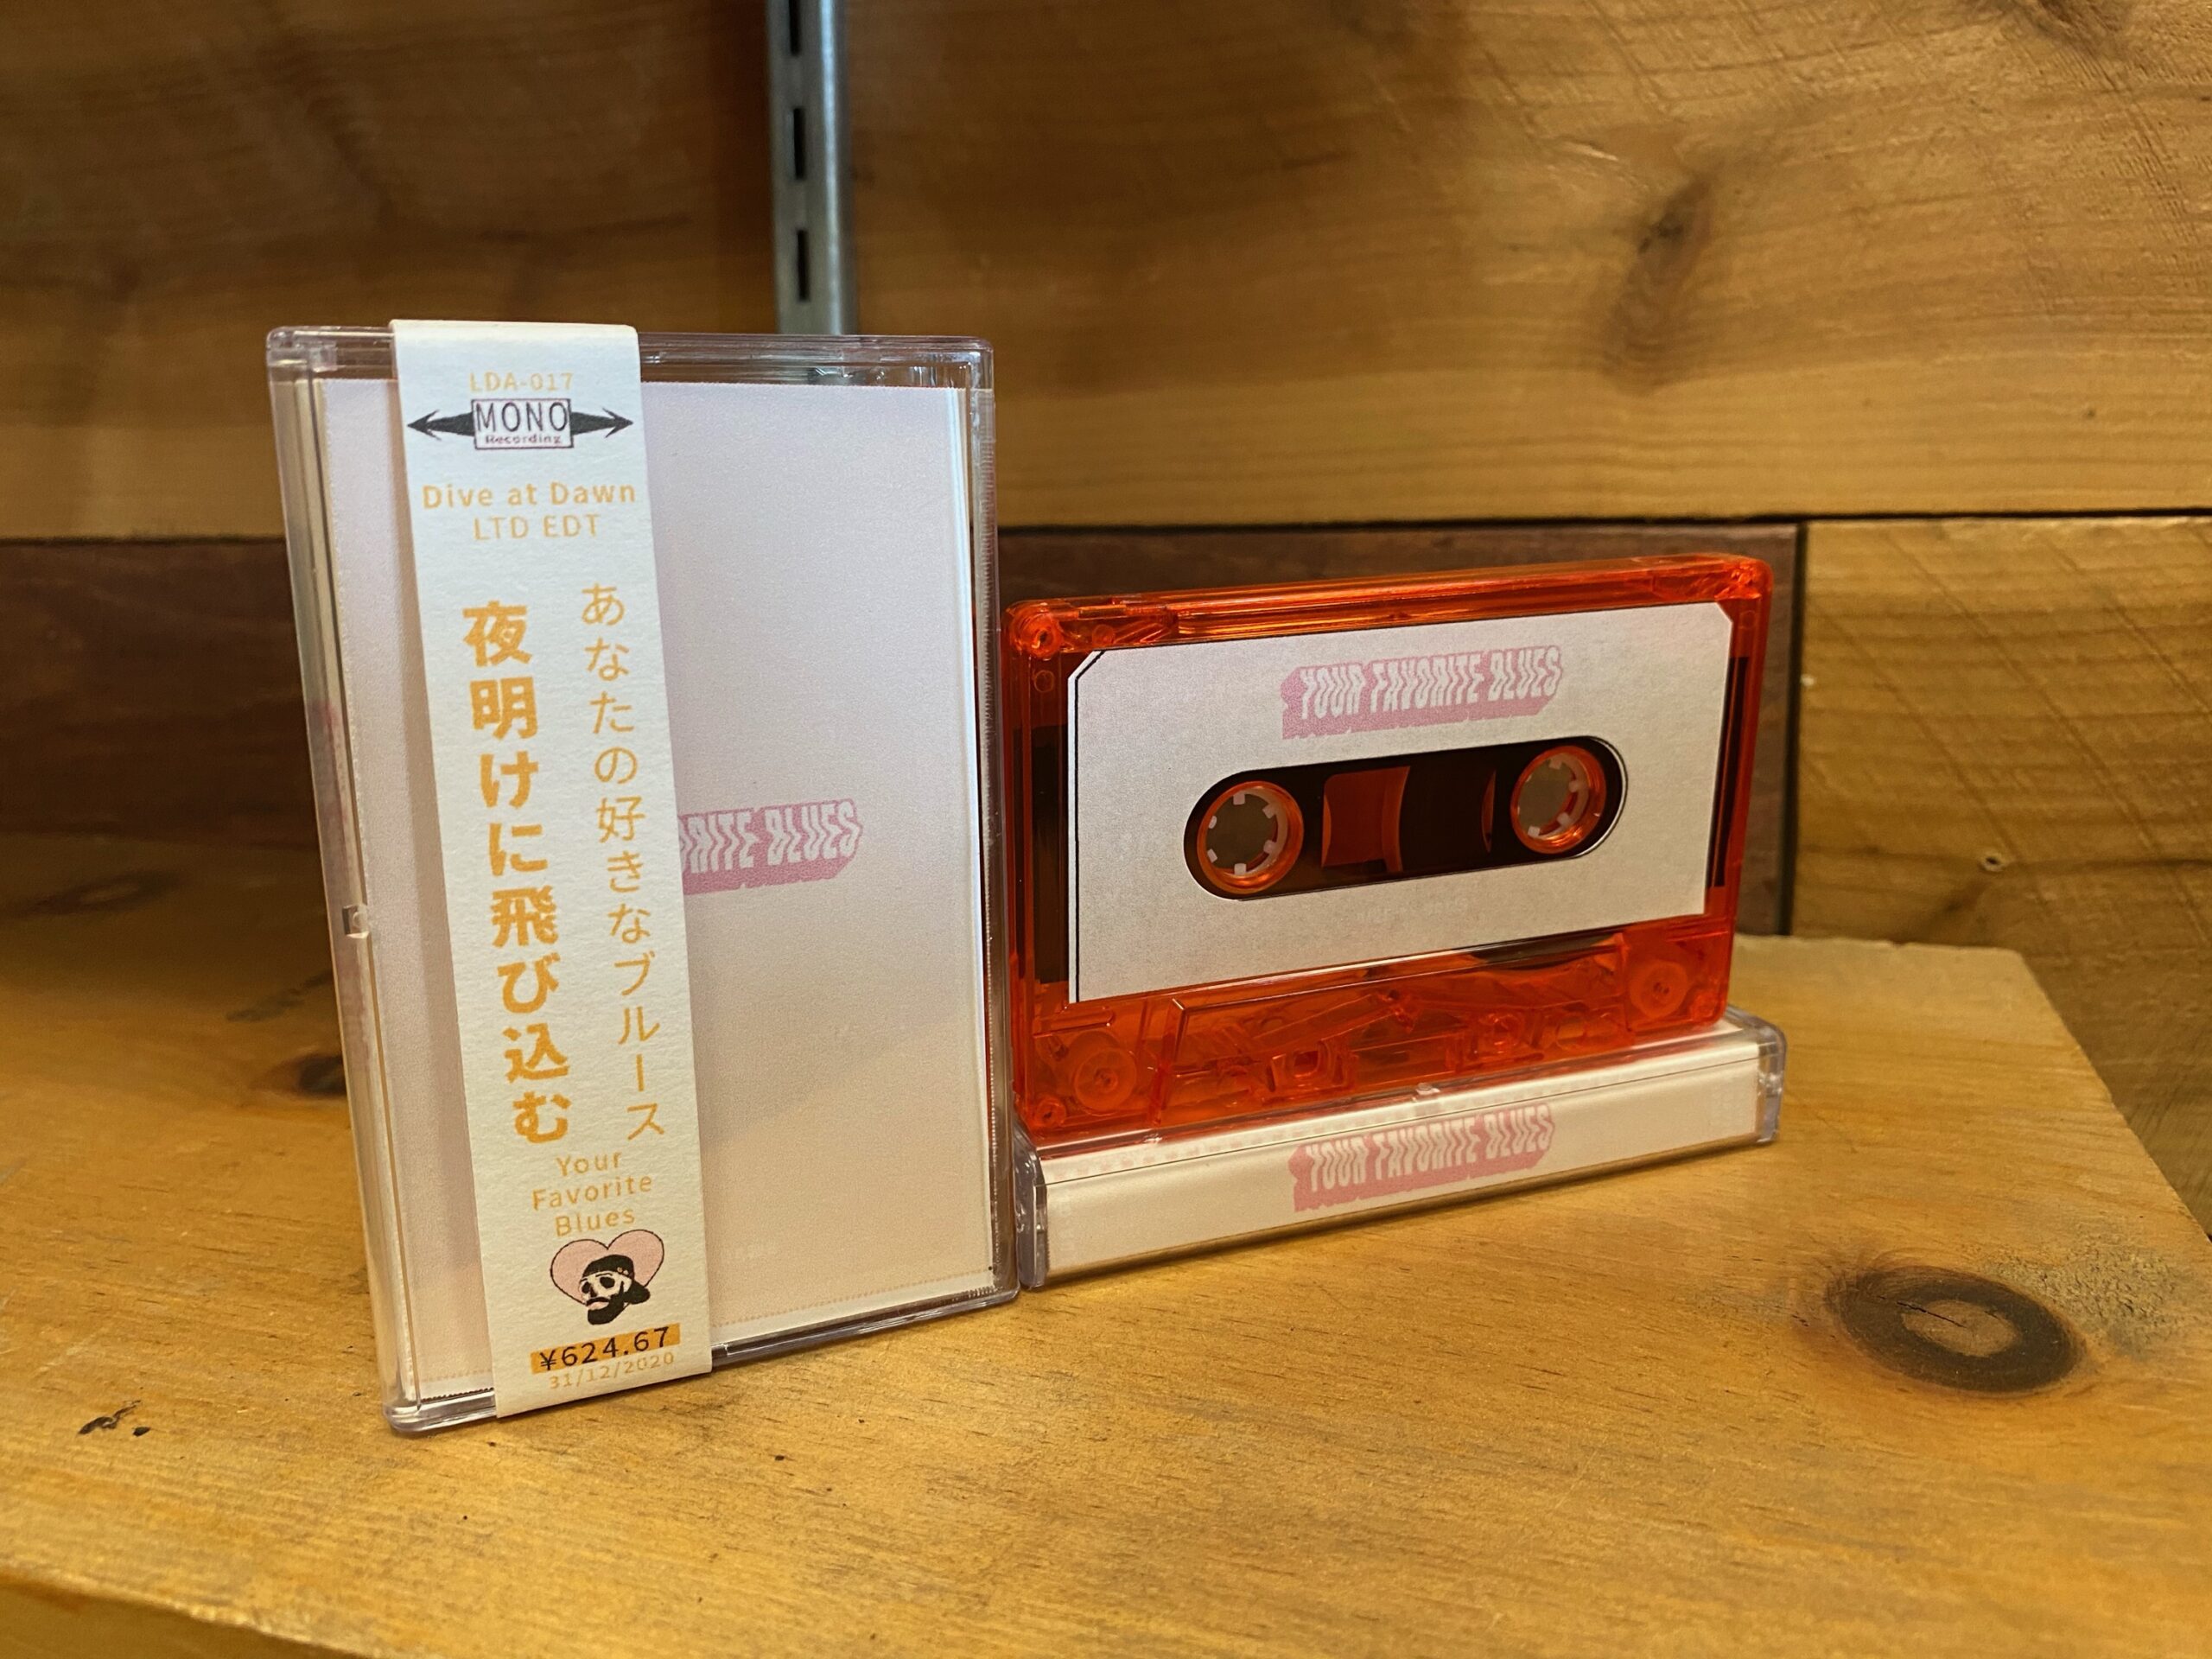 LDA-017
MONO
Recording
Dive at Dawn
LTD EDT
あなたの好きなブルース
夜明けに飛び込む
Your
Favorite
Blues
¥624.67
31/12/2020
ORITE BLUES
YOUR FAVORITE BLUES
YOUR FAVORITE BLUES